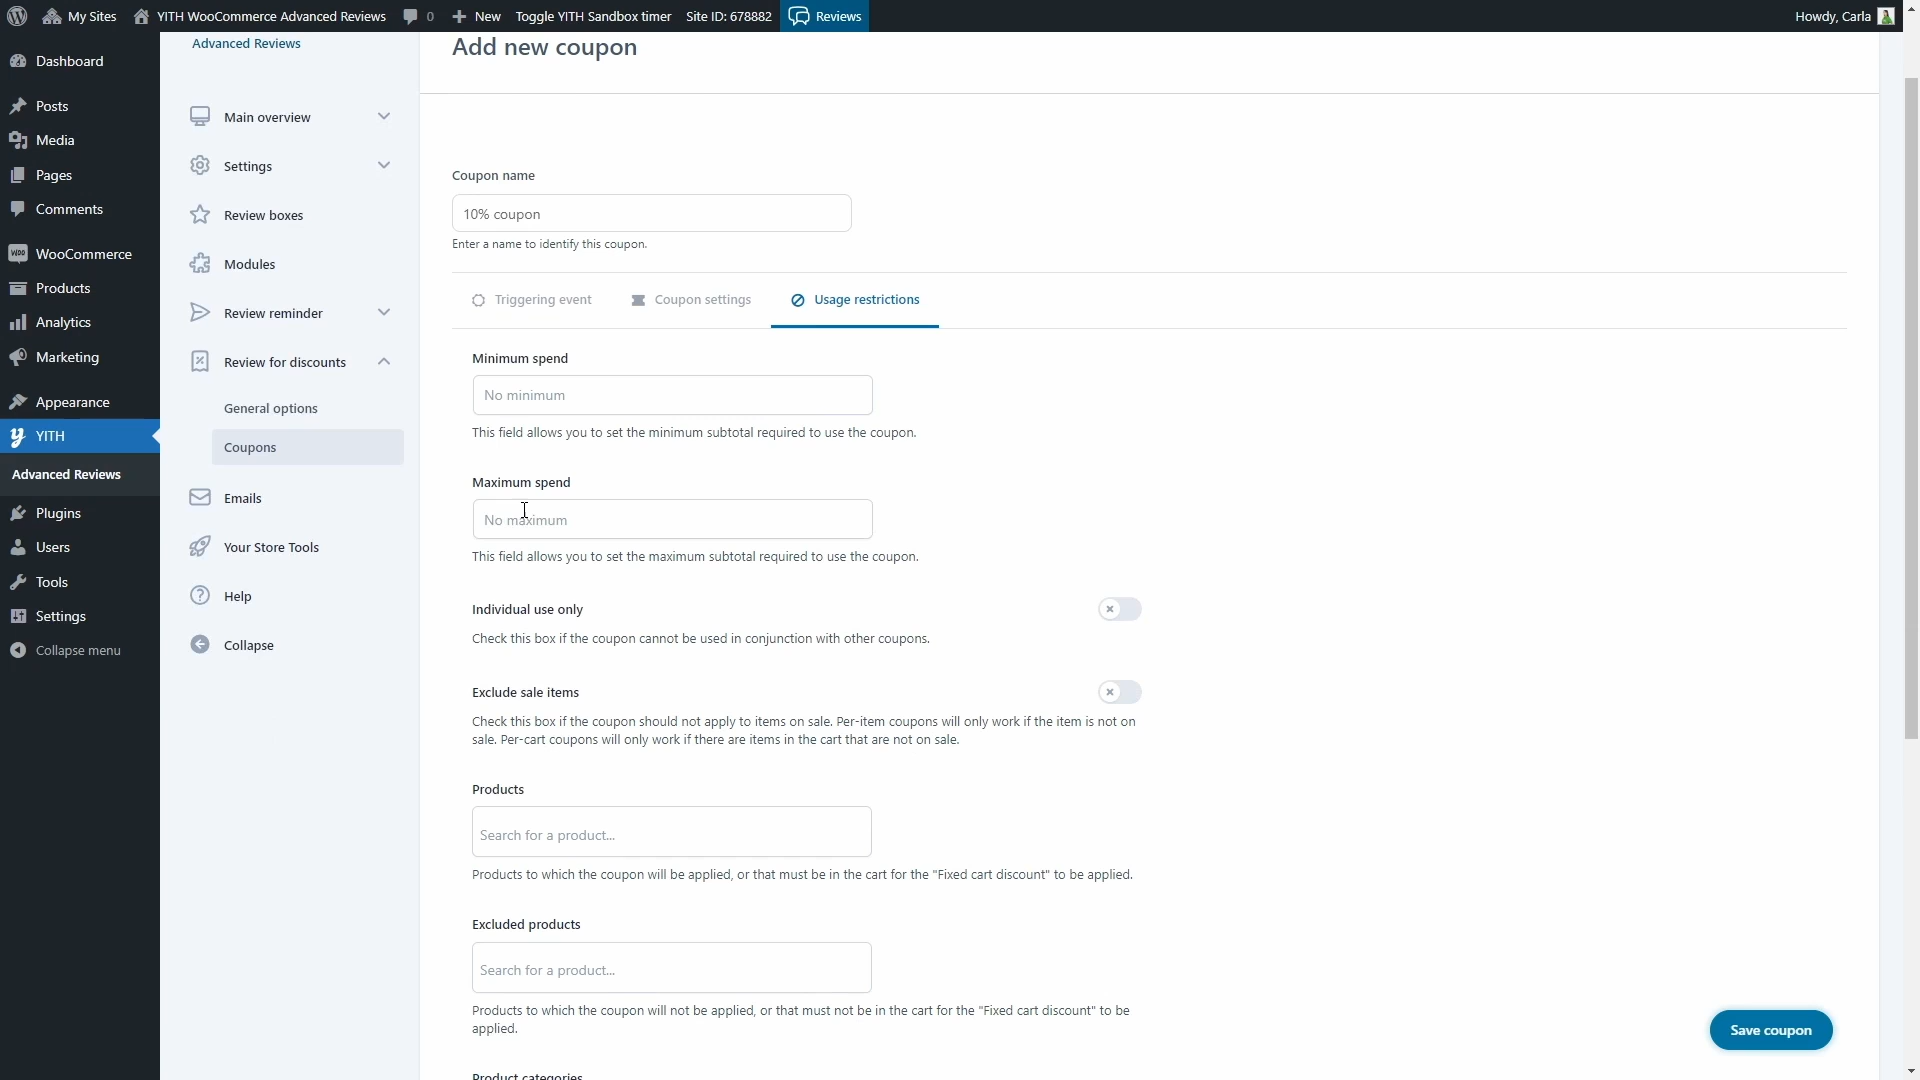 My Sites
YITH WooCommerce Advanced Reviews
0
New
Toggle YITH Sandbox timer
Site ID: 678882
Reviews
Howdy, Carla
Dashboard
Posts
Media
Pages
Comments
WooCommerce
Products
Analytics
Marketing
Appearance
YITH
Advanced Reviews
Plugins
Users
Tools
Settings
Collapse menu
Advanced Reviews
Main overview
Settings
Review boxes
Modules
Review reminder
Review for discounts
General options
Coupons
Emails
Your Store Tools
Help
Collapse
Add new coupon
Coupon name
10% coupon
Enter a name to identify this coupon.
Triggering event
Coupon settings
Usage restrictions
Minimum spend
No minimum
This field allows you to set the minimum subtotal required to use the coupon.
Maximum spend
No maximum
This field allows you to set the maximum subtotal required to use the coupon.
Individual use only
Check this box if the coupon cannot be used in conjunction with other coupons.
Exclude sale items
Check this box if the coupon should not apply to items on sale. Per-item coupons will only work if the item is not on
sale. Per-cart coupons will only work if there are items in the cart that are not on sale.
Products
Search for a product...
Products to which the coupon will be applied, or that must be in the cart for the "Fixed cart discount" to be applied.
Excluded products
Search for a product...
Products to which the coupon will not be applied, or that must not be in the cart for the "Fixed cart discount" to be
applied.
Product categories
Save coupon